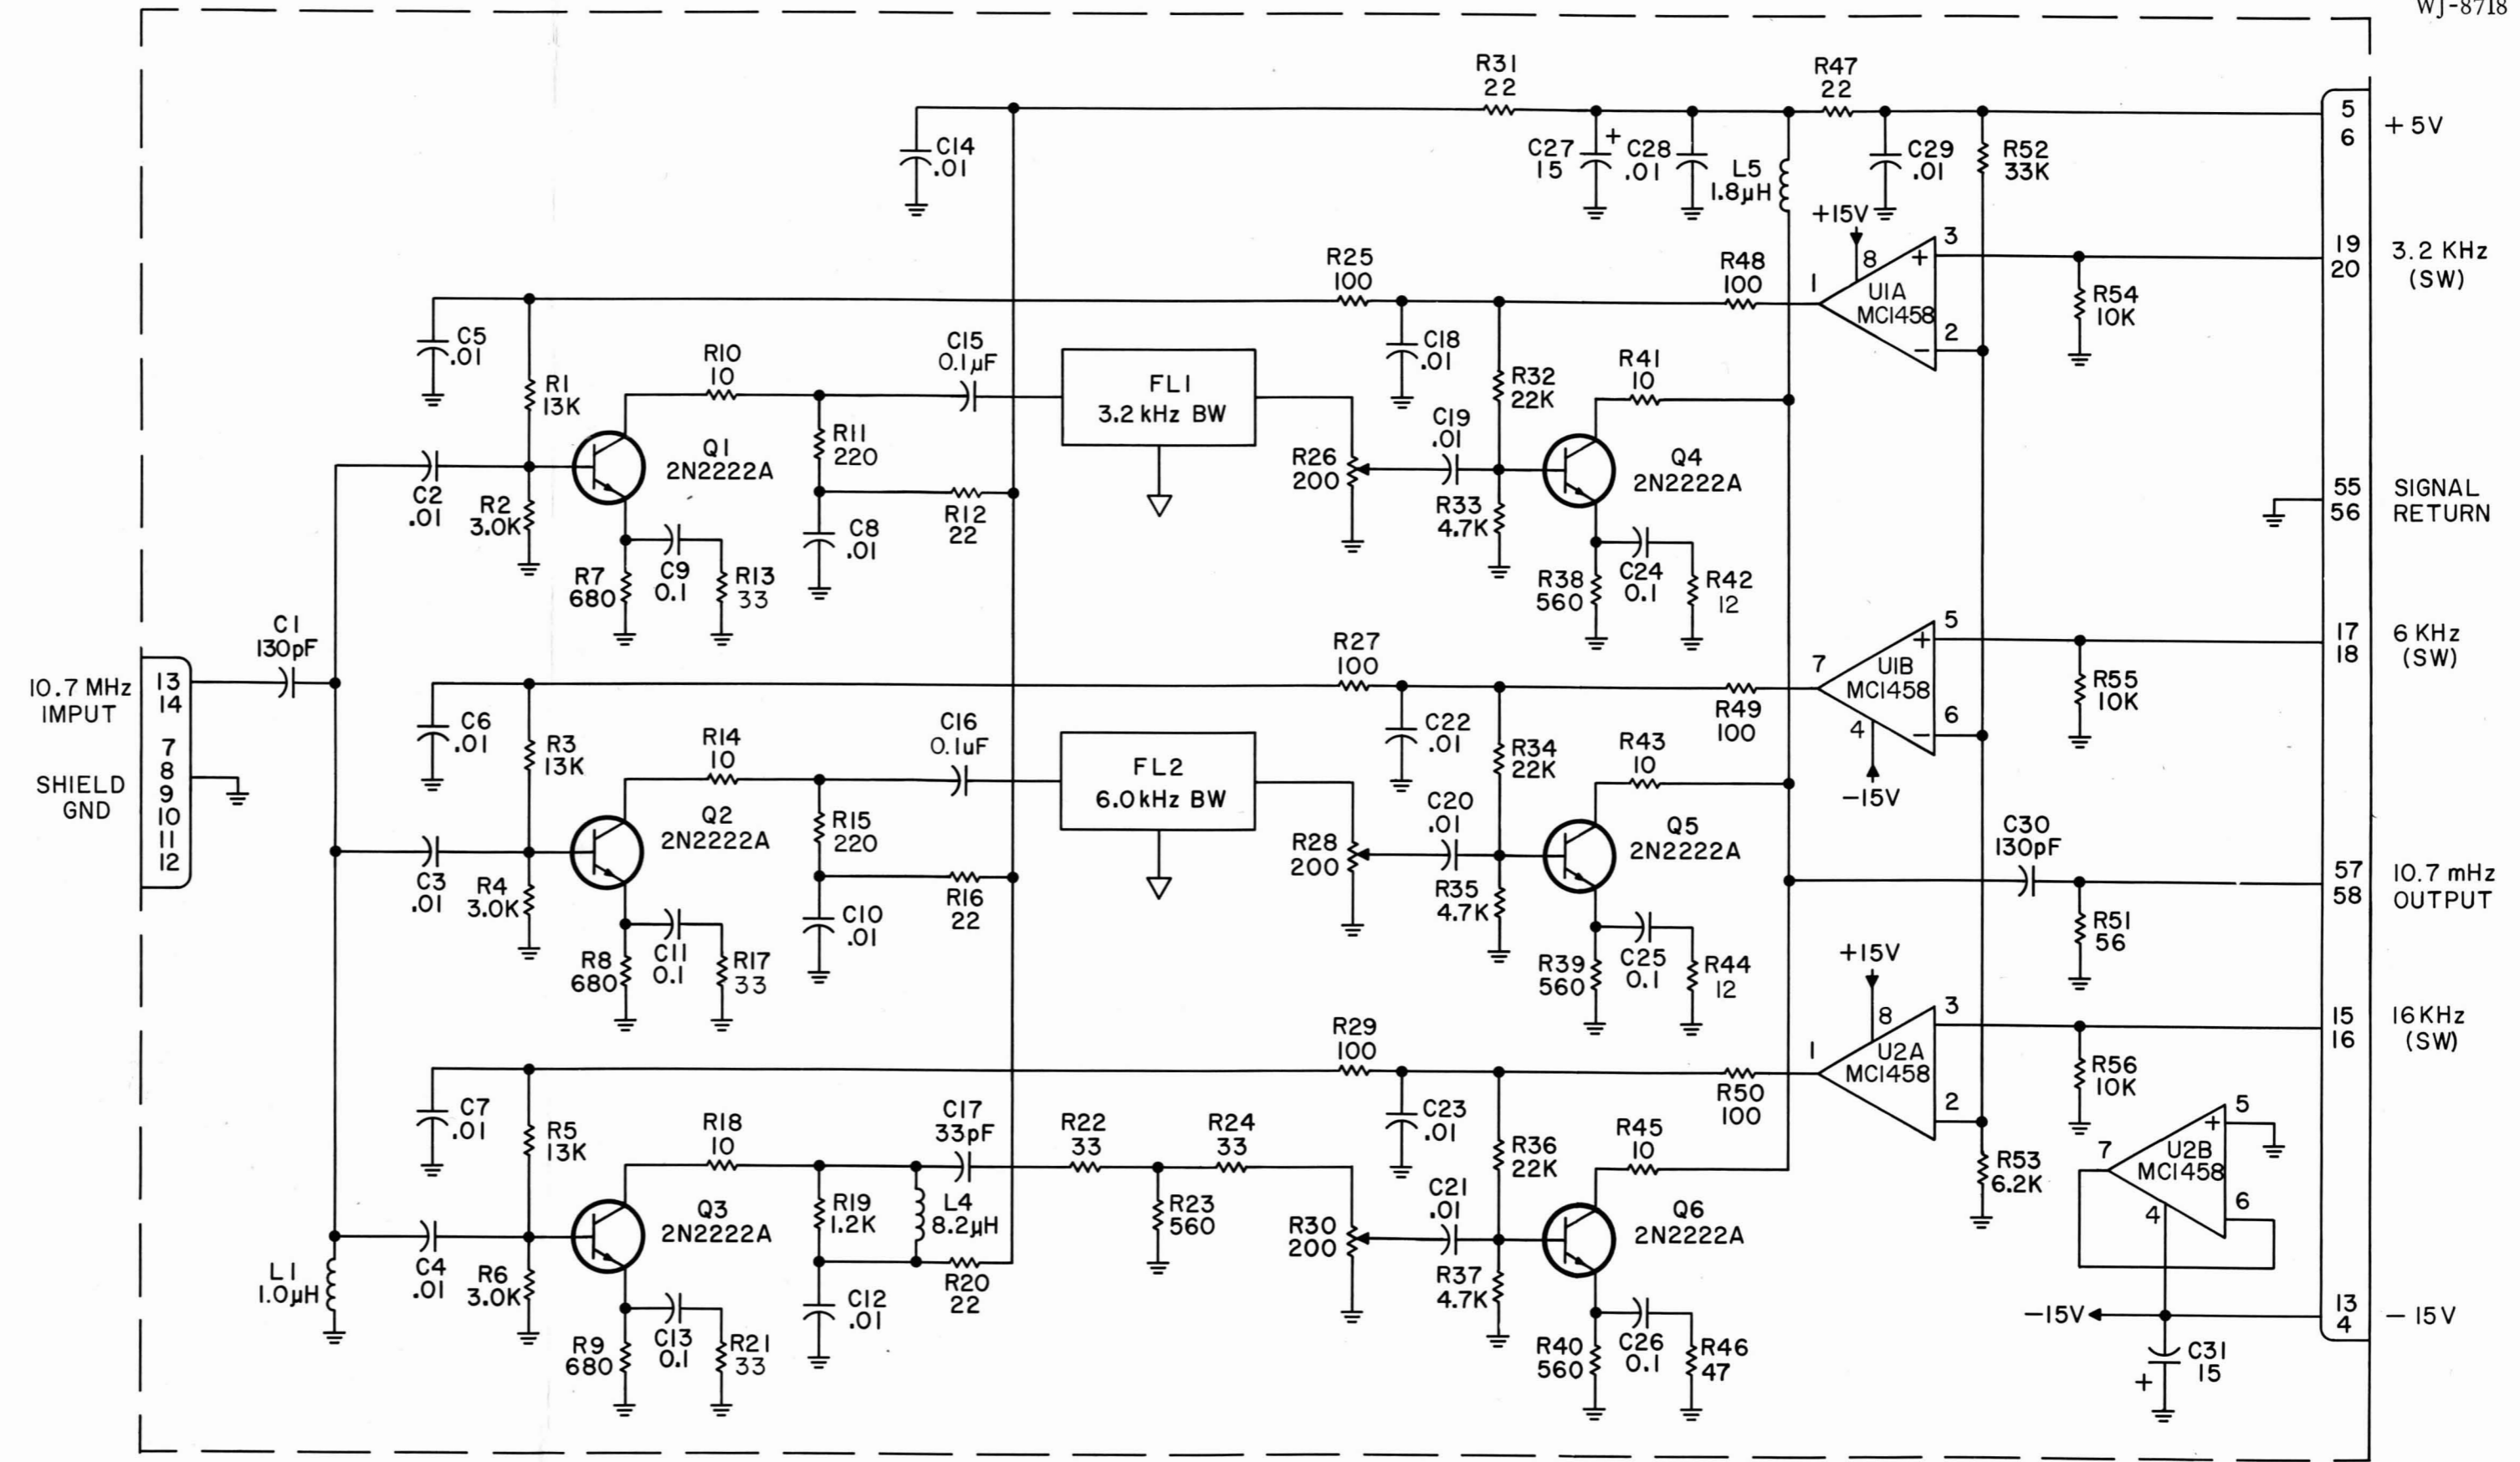 WJ-8718
R31
22
R47
22
5
6
+5V
C14
.01
C27
15
+
C28
.01
L5
1.8µH
C29
.01
R52
33K
+15V
8
3
+
1
U1A
MC1458
2
−
19
20
3.2 KHz
(SW)
R54
10K
R25
100
R48
100
C5
.01
R1
13K
R10
10
C15
0.1µF
FL1
3.2 kHz BW
C18
.01
R32
22K
R41
10
Q1
2N2222A
R11
220
C19
.01
R26
200
Q4
2N2222A
C2
.01
R2
3.0K
R12
22
C8
.01
R33
4.7K
55
56
SIGNAL
RETURN
R7
680
C9
0.1
R13
33
R38
560
C24
0.1
R42
12
C1
130pF
10.7 MHz
IMPUT
13
14
7
8
9
10
11
12
SHIELD
GND
R27
100
R49
100
7
U1B
MC1458
5
+
6
−
4
−15V
17
18
6 KHz
(SW)
R55
10K
C6
.01
R3
13K
R14
10
C16
0.1uF
FL2
6.0kHz BW
C22
.01
R34
22K
R43
10
Q2
2N2222A
R15
220
C20
.01
R28
200
Q5
2N2222A
C30
130pF
57
58
10.7 mHz
OUTPUT
R51
56
C3
.01
R4
3.0K
R16
22
C10
.01
R35
4.7K
R8
680
C11
0.1
R17
33
R39
560
C25
0.1
R44
12
+15V
8
3
1
U2A
MC1458
2
15
16
16KHz
(SW)
R56
10K
R29
100
R50
100
C7
.01
R5
13K
R18
10
C17
33pF
R22
33
R24
33
C23
.01
R36
22K
R45
10
Q3
2N2222A
R19
1.2K
L4
8.2µH
R23
560
R30
200
C21
.01
Q6
2N2222A
R53
6.2K
5
+
7
U2B
MC1458
6
4
L1
1.0µH
C4
.01
R6
3.0K
R20
22
C12
.01
R37
4.7K
R9
680
C13
0.1
R21
33
R40
560
C26
0.1
R46
47
−15V
13
4
−15V
C31
15
+